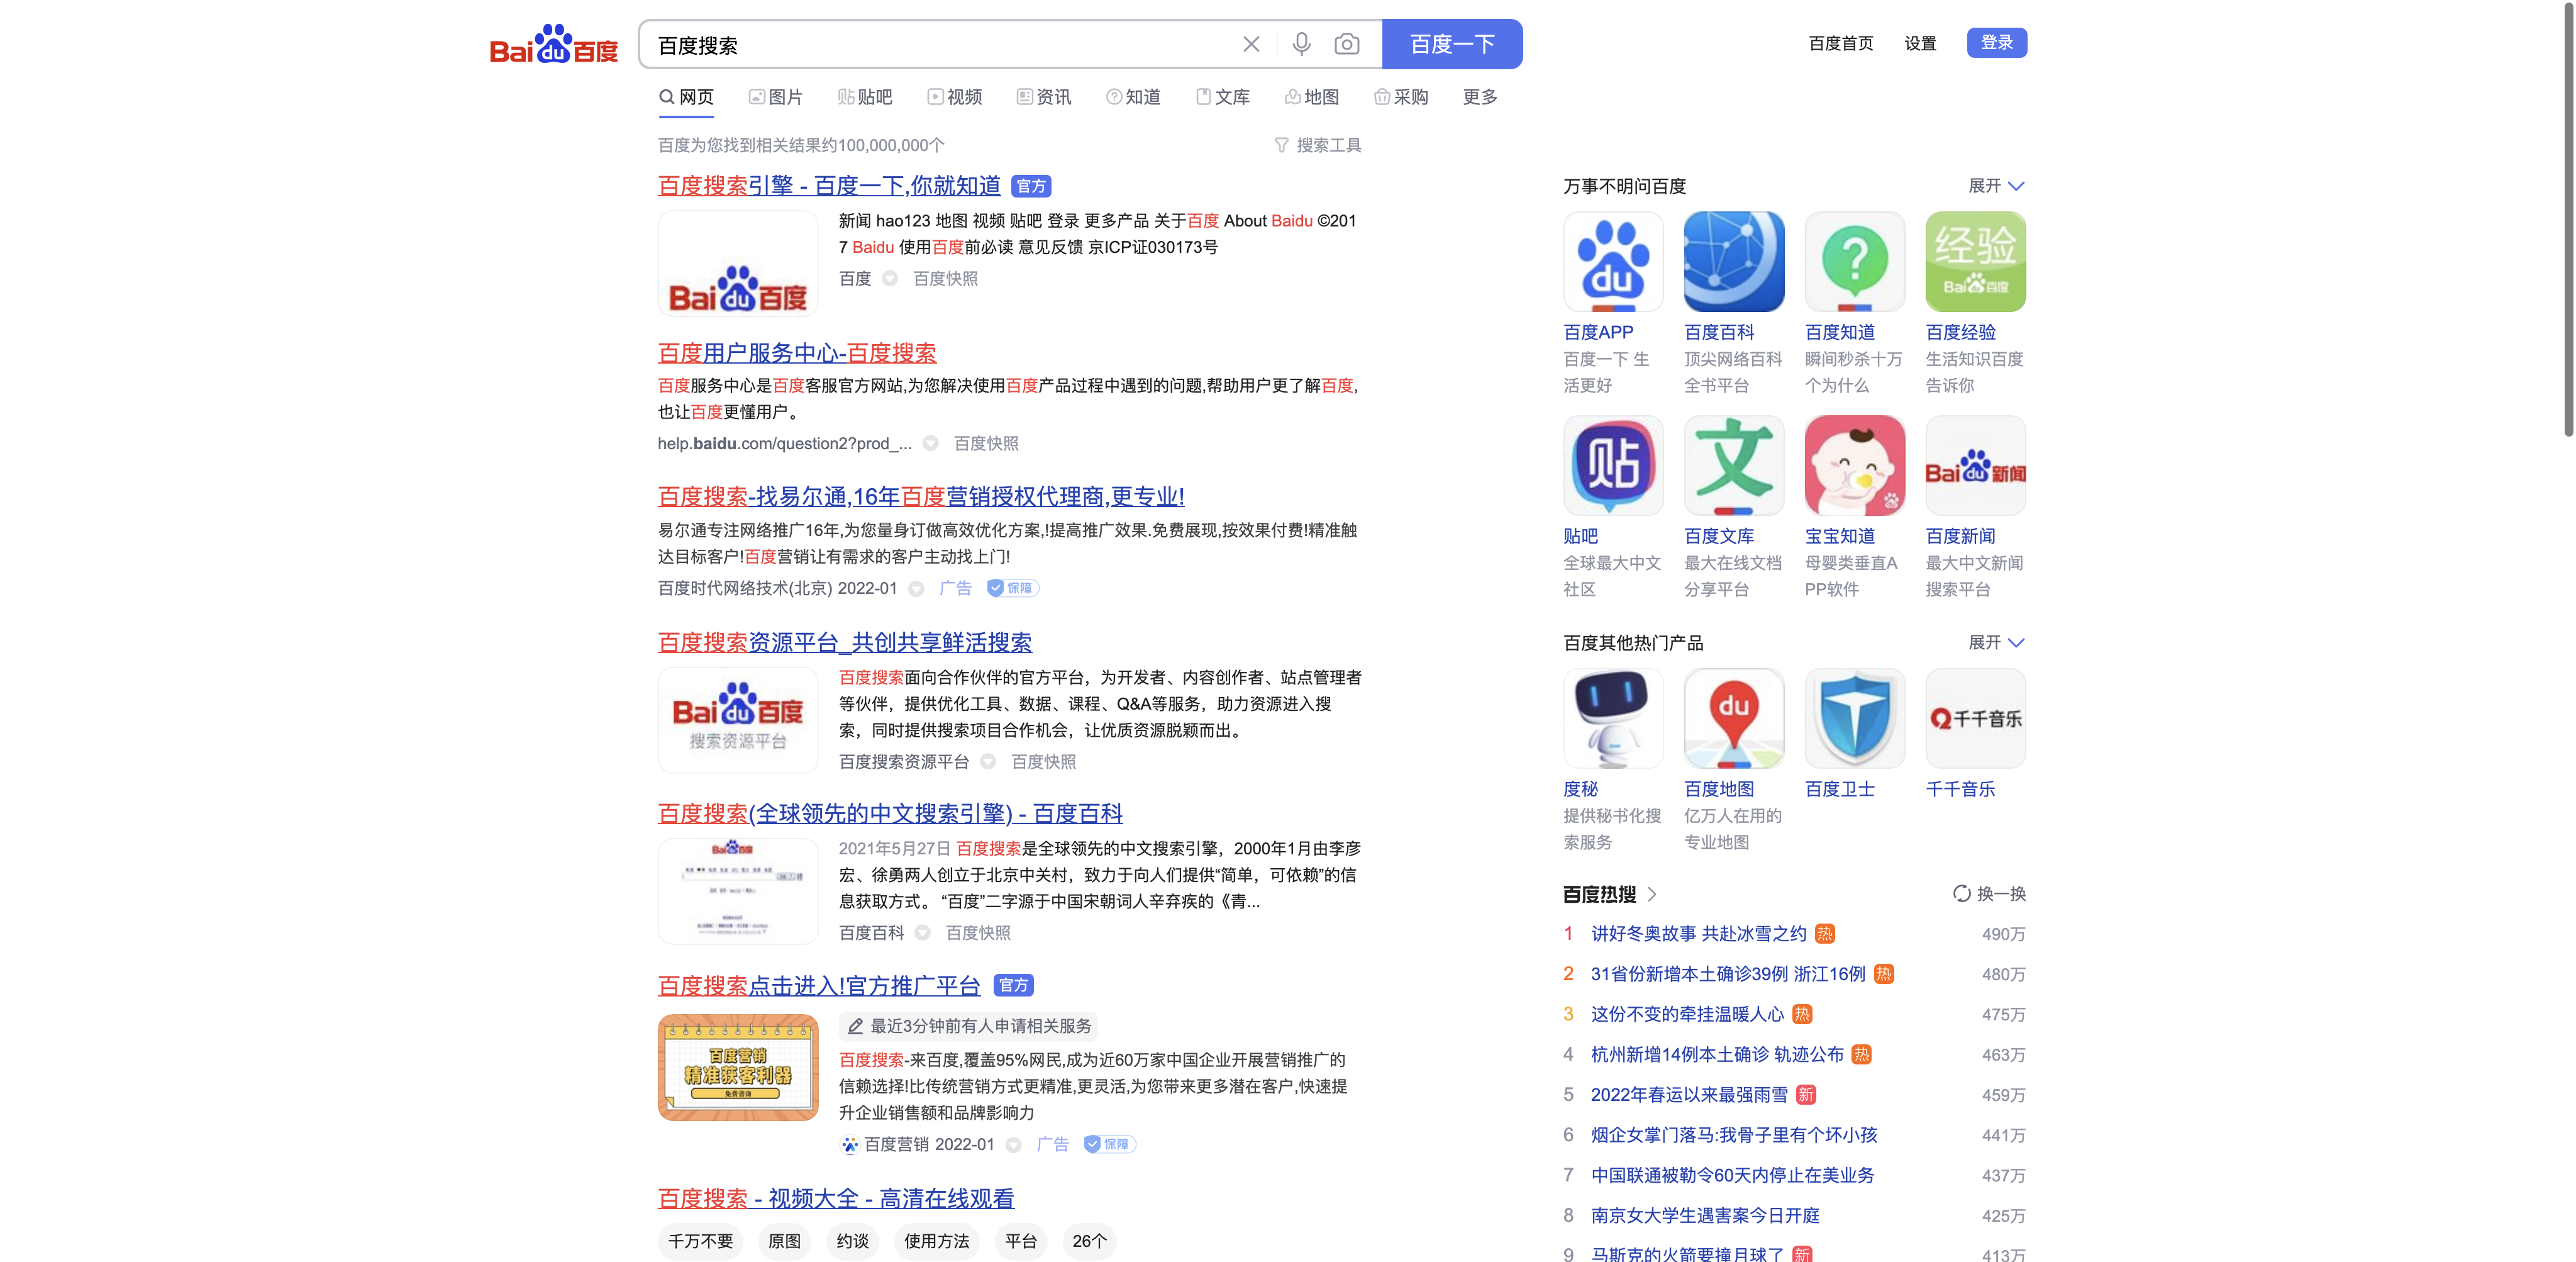 Baidu百度
百度搜索
百度一下
百度首页 设置 登录
网页 图片 贴吧 视频 资讯 知道 文库 地图 采购 更多
百度为您找到相关结果约100,000,000个
搜索工具
百度搜索引擎 - 百度一下,你就知道 官方
Baidu百度
新闻 hao123 地图 视频 贴吧 登录 更多产品 关于百度 About Baidu ©201
7 Baidu 使用百度前必读 意见反馈 京ICP证030173号
百度 百度快照
百度用户服务中心-百度搜索
百度服务中心是百度客服官方网站,为您解决使用百度产品过程中遇到的问题,帮助用户更了解百度,
也让百度更懂用户。
help.baidu.com/question2?prod_... 百度快照
百度搜索-找易尔通,16年百度营销授权代理商,更专业!
易尔通专注网络推广16年,为您量身订做高效优化方案,!提高推广效果.免费展现,按效果付费!精准触
达目标客户!百度营销让有需求的客户主动找上门!
百度时代网络技术(北京) 2022-01 广告 保障
百度搜索资源平台_共创共享鲜活搜索
Baidu百度
搜索资源平台
百度搜索面向合作伙伴的官方平台，为开发者、内容创作者、站点管理者
等伙伴，提供优化工具、数据、课程、Q&A等服务，助力资源进入搜
索，同时提供搜索项目合作机会，让优质资源脱颖而出。
百度搜索资源平台 百度快照
百度搜索(全球领先的中文搜索引擎) - 百度百科
Baidu百度
2021年5月27日 百度搜索是全球领先的中文搜索引擎，2000年1月由李彦
宏、徐勇两人创立于北京中关村，致力于向人们提供“简单，可依赖”的信
息获取方式。 “百度”二字源于中国宋朝词人辛弃疾的《青...
百度百科 百度快照
百度搜索点击进入!官方推广平台 官方
百度营销
精准获客利器
免费咨询
最近3分钟前有人申请相关服务
百度搜索-来百度,覆盖95%网民,成为近60万家中国企业开展营销推广的
信赖选择!比传统营销方式更精准,更灵活,为您带来更多潜在客户,快速提
升企业销售额和品牌影响力
百度营销 2022-01 广告 保障
百度搜索 - 视频大全 - 高清在线观看
千万不要 原图 约谈 使用方法 平台 26个
万事不明问百度 展开
du
?
经验
Baidu百度
百度APP 百度百科 百度知道 百度经验
百度一下 生 顶尖网络百科 瞬间秒杀十万 生活知识百度
活更好 全书平台 个为什么 告诉你
贴
文
Baidu新闻
贴吧 百度文库 宝宝知道 百度新闻
全球最大中文 最大在线文档 母婴类垂直A 最大中文新闻
社区 分享平台 PP软件 搜索平台
百度其他热门产品 展开
du
千千音乐
度秘 百度地图 百度卫士 千千音乐
提供秘书化搜 亿万人在用的
索服务 专业地图
百度热搜 换一换
1 讲好冬奥故事 共赴冰雪之约 热 490万
2 31省份新增本土确诊39例 浙江16例 热 480万
3 这份不变的牵挂温暖人心 热 475万
4 杭州新增14例本土确诊 轨迹公布 热 463万
5 2022年春运以来最强雨雪 新 459万
6 烟企女掌门落马:我骨子里有个坏小孩 441万
7 中国联通被勒令60天内停止在美业务 437万
8 南京女大学生遇害案今日开庭 425万
9 马斯克的火箭要撞月球了 新 413万